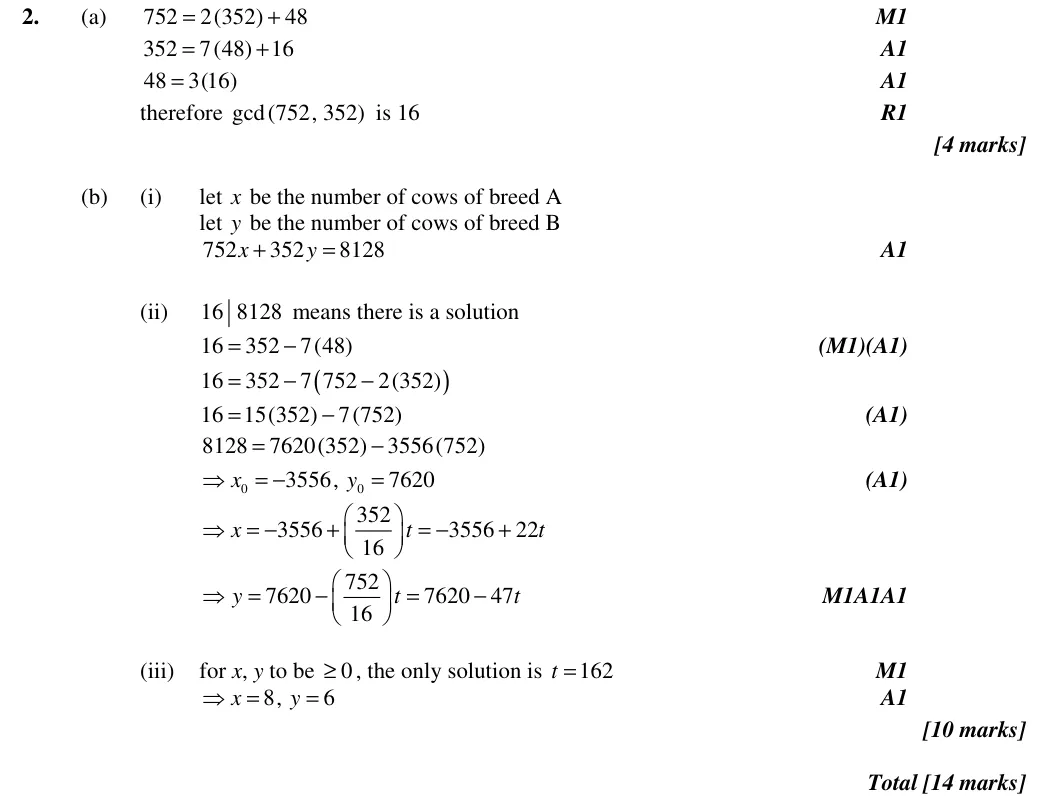 2. (a) 752 = 2(352) + 48 M1
352 = 7(48) + 16 A1
48 = 3(16) A1
therefore gcd(752, 352) is 16 R1
[4 marks]
(b) (i) let x be the number of cows of breed A
let y be the number of cows of breed B
752x + 352y = 8128 A1
(ii) 16 | 8128 means there is a solution
16 = 352 − 7(48) (M1)(A1)
16 = 352 − 7(752 − 2(352))
16 = 15(352) − 7(752) (A1)
8128 = 7620(352) − 3556(752)
⇒ x₀ = −3556, y₀ = 7620 (A1)
⇒ x = −3556 + (352/16)t = −3556 + 22t
⇒ y = 7620 − (752/16)t = 7620 − 47t M1A1A1
(iii) for x, y to be ≥ 0, the only solution is t = 162 M1
⇒ x = 8, y = 6 A1
[10 marks]
Total [14 marks]